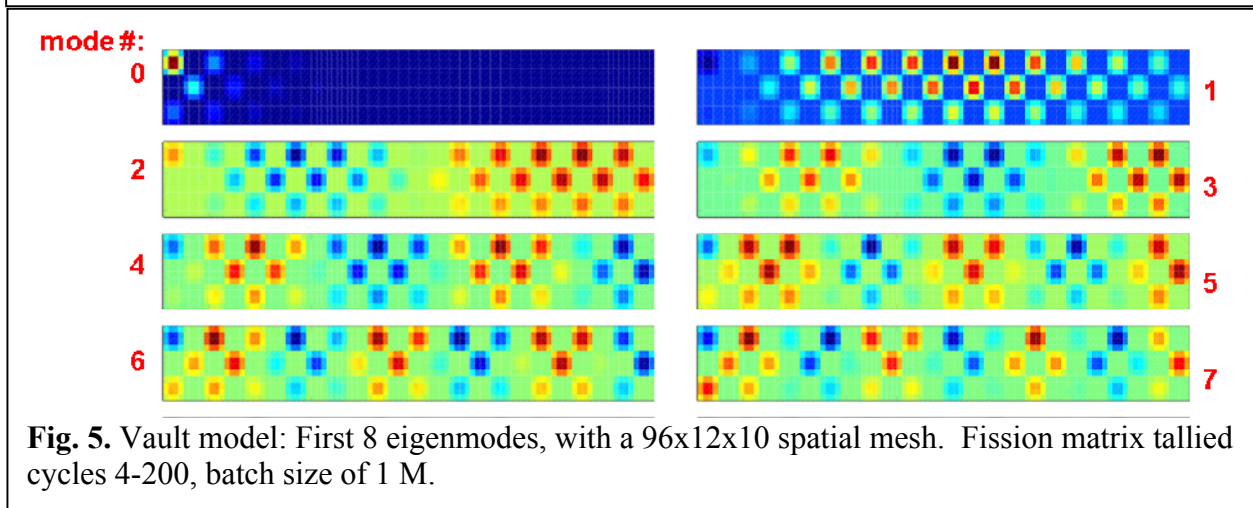 mode #:
0
1
2
3
4
5
6
7
Fig. 5. Vault model: First 8 eigenmodes, with a 96x12x10 spatial mesh. Fission matrix tallied
cycles 4-200, batch size of 1 M.